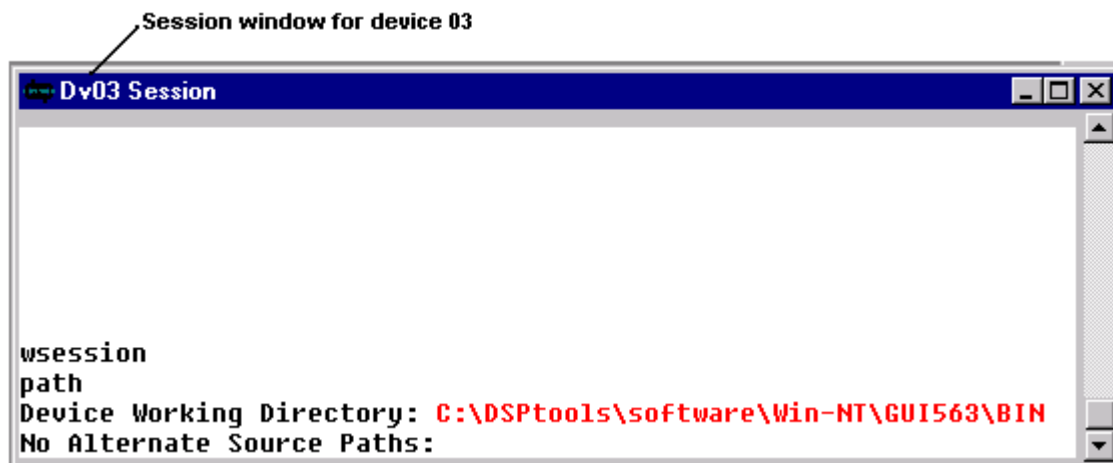 Session window for device 03
Dv03 Session
wsession
path
Device Working Directory: C:\DSPtools\software\Win-NT\GUI563\BIN
No Alternate Source Paths: